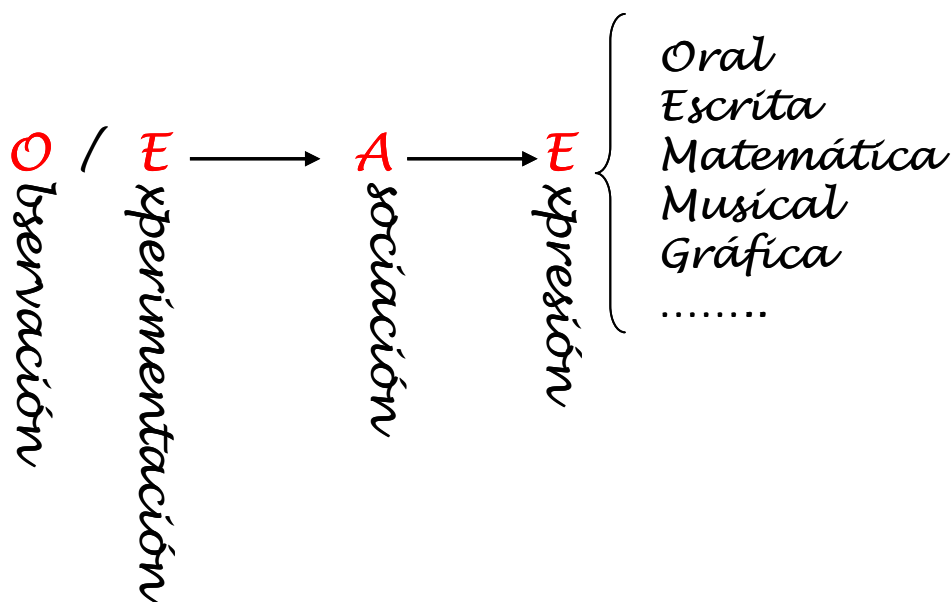 Observación / Experimentación
Asociación
Expresión
Oral
Escrita
Matemática
Musical
Gráfica
........